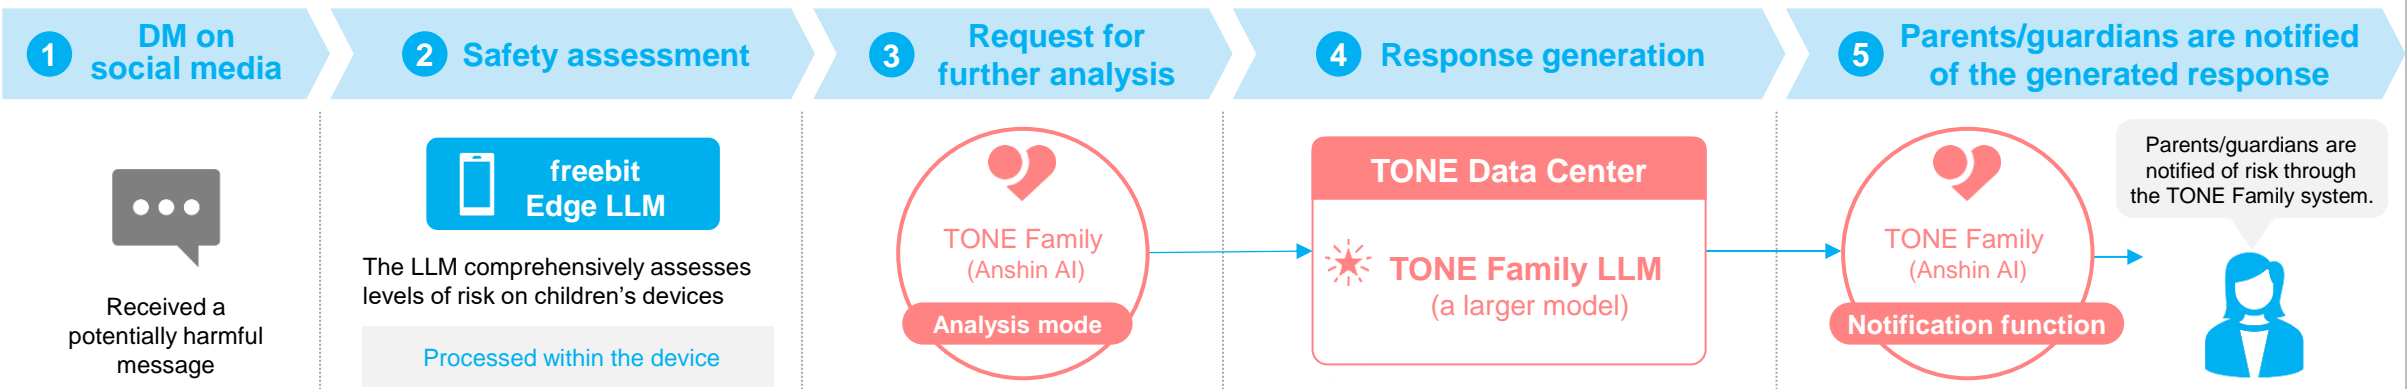 1
DM on
social media
2
Safety assessment
3
Request for
further analysis
4
Response generation
5
Parents/guardians are notified
of the generated response
Received a
potentially harmful
message
freebit
Edge LLM
The LLM comprehensively assesses
levels of risk on children's devices
Processed within the device
TONE Family
(Anshin AI)
Analysis mode
TONE Data Center
TONE Family LLM
(a larger model)
TONE Family
(Anshin AI)
Notification function
Parents/guardians are
notified of risk through
the TONE Family system.